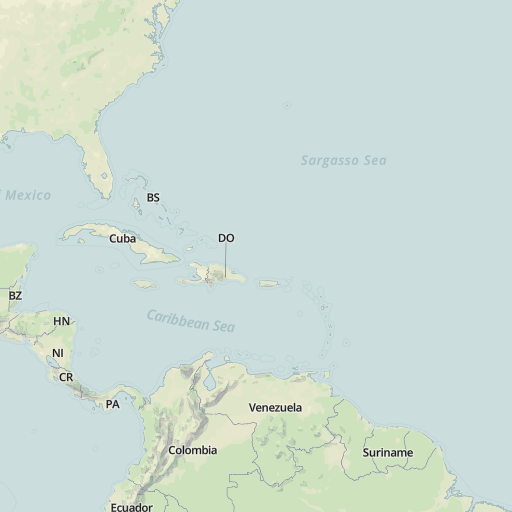 Sargasso Sea
l Mexico
BS
Cuba
DO
BZ
Caribbean Sea
HN
NI
CR
PA
Venezuela
Colombia
Suriname
Ecuador